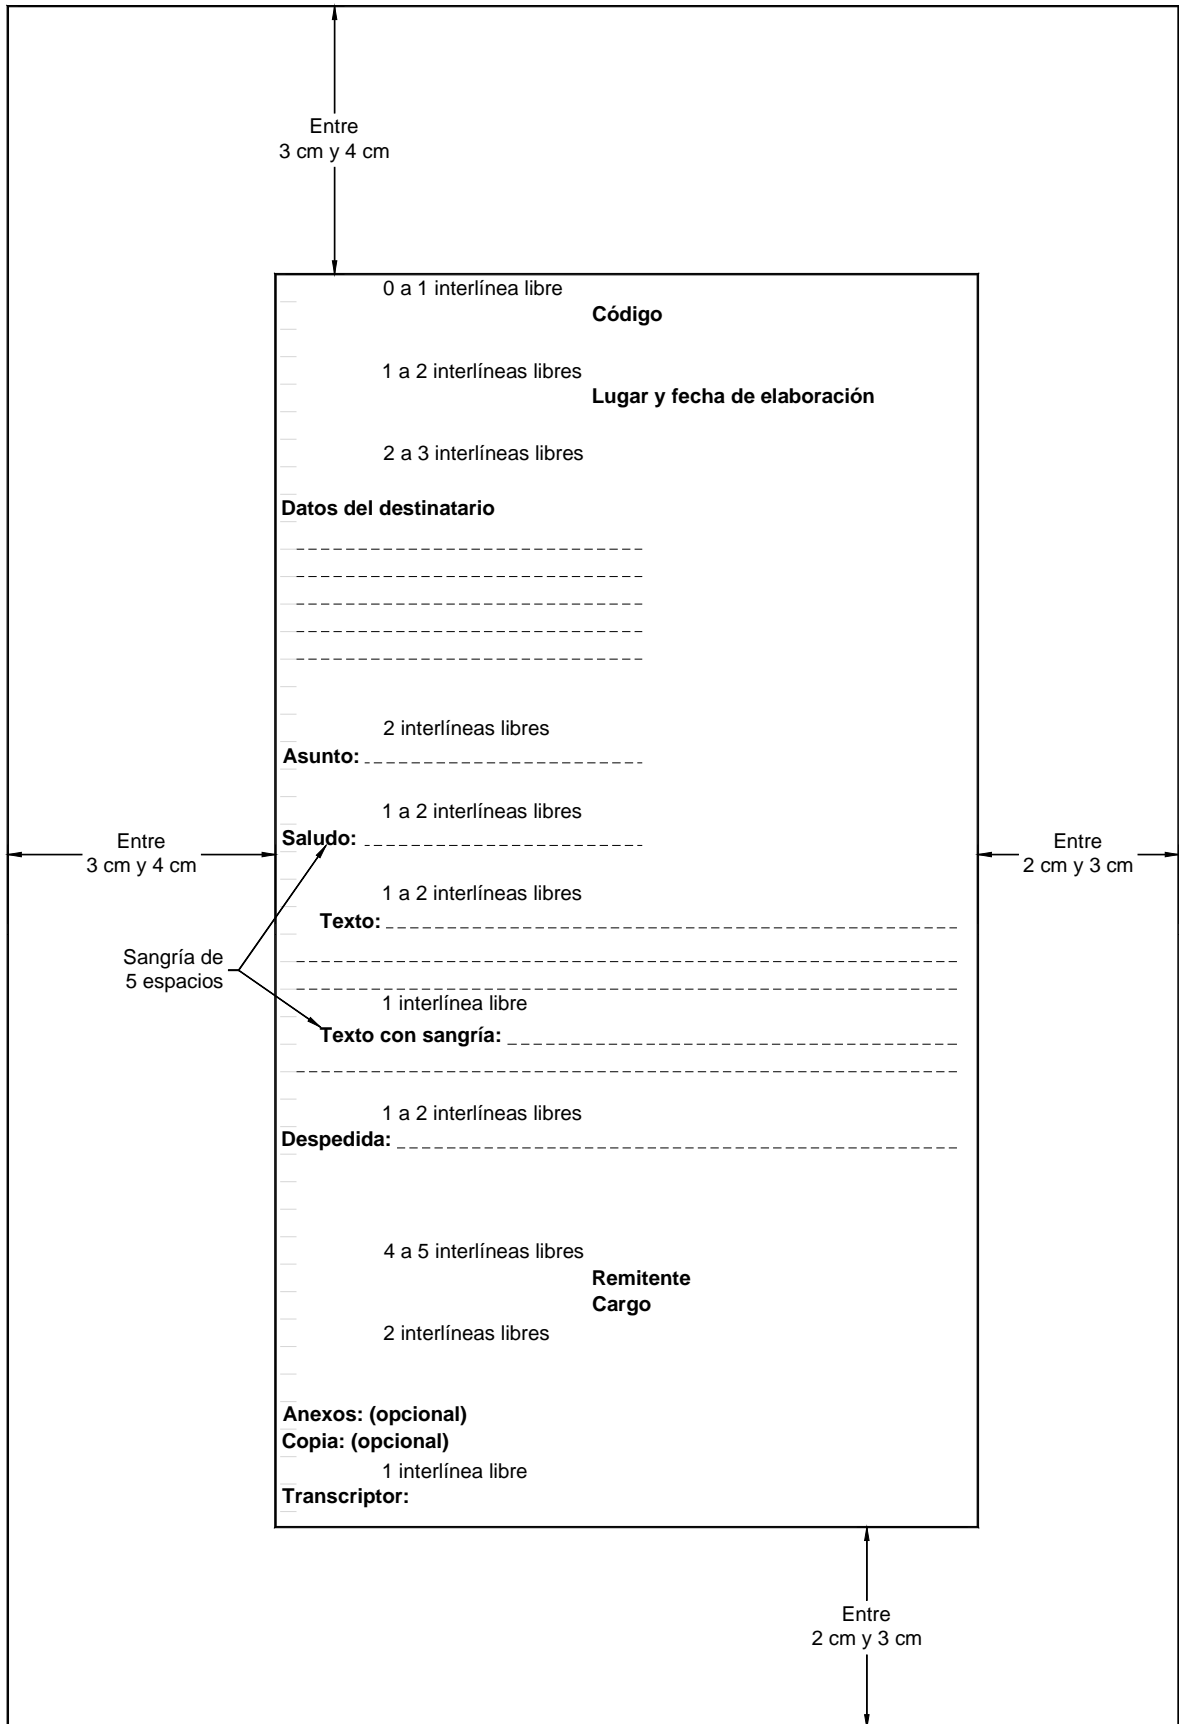 Entre
3 cm y 4 cm
0 a 1 interlínea libre
Código
1 a 2 interlíneas libres
Lugar y fecha de elaboración
2 a 3 interlíneas libres
Datos del destinatario
2 interlíneas libres
Asunto:
1 a 2 interlíneas libres
Saludo:
Entre
3 cm y 4 cm
Entre
2 cm y 3 cm
1 a 2 interlíneas libres
Texto:
Sangría de
5 espacios
1 interlínea libre
Texto con sangría:
1 a 2 interlíneas libres
Despedida:
4 a 5 interlíneas libres
Remitente
Cargo
2 interlíneas libres
Anexos: (opcional)
Copia: (opcional)
1 interlínea libre
Transcriptor:
Entre
2 cm y 3 cm